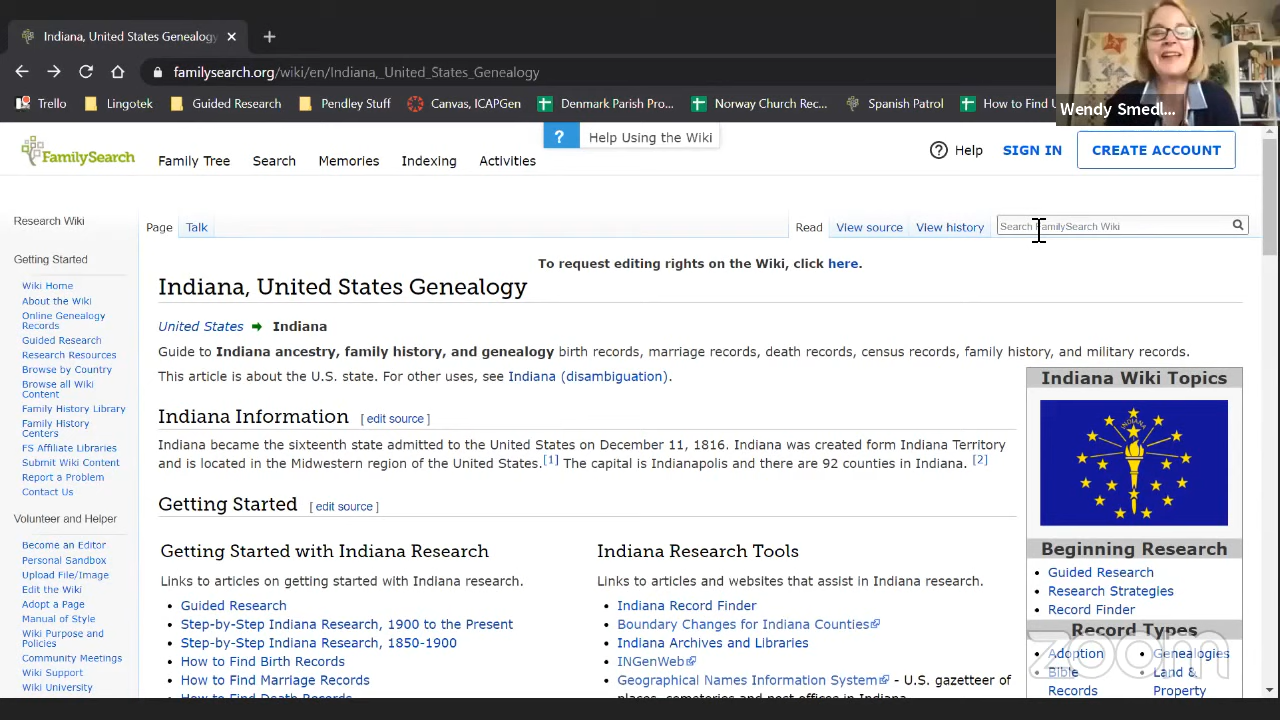 Indiana, United States Genealogy
familysearch.org/wiki/en/Indiana,_United_States_Genealogy
Trello
Lingotek
Guided Research
Pendley Stuff
Canvas, ICAPGen
Denmark Parish Pro...
Norway Church Rec...
Spanish Patrol
How to Find
Wendy Smedl...
? Help Using the Wiki
FamilySearch
Family Tree
Search
Memories
Indexing
Activities
? Help
SIGN IN
CREATE ACCOUNT
Research Wiki
Getting Started
Wiki Home
About the Wiki
Online Genealogy
Records
Guided Research
Research Resources
Browse by Country
Browse all Wiki
Content
Family History Library
Family History
Centers
FS Affiliate Libraries
Submit Wiki Content
Report a Problem
Contact Us
Volunteer and Helper
Become an Editor
Personal Sandbox
Upload File/Image
Edit the Wiki
Adopt a Page
Manual of Style
Wiki Purpose and
Policies
Community Meetings
Wiki Support
Wiki University
Page
Talk
Read
View source
View history
Search FamilySearch Wiki
To request editing rights on the Wiki, click here.
Indiana, United States Genealogy
United States Indiana
Guide to Indiana ancestry, family history, and genealogy birth records, marriage records, death records, census records, family history, and military records.
This article is about the U.S. state. For other uses, see Indiana (disambiguation).
Indiana Information [ edit source ]
Indiana became the sixteenth state admitted to the United States on December 11, 1816. Indiana was created form Indiana Territory
and is located in the Midwestern region of the United States.[1] The capital is Indianapolis and there are 92 counties in Indiana. [2]
Getting Started [ edit source ]
Getting Started with Indiana Research
Links to articles on getting started with Indiana research.
• Guided Research
• Step-by-Step Indiana Research, 1900 to the Present
• Step-by-Step Indiana Research, 1850-1900
• How to Find Birth Records
• How to Find Marriage Records
• How to Find Death Records
Indiana Research Tools
Links to articles and websites that assist in Indiana research.
• Indiana Record Finder
• Boundary Changes for Indiana Counties
• Indiana Archives and Libraries
• INGenWeb
• Geographical Names Information System - U.S. gazetteer of
places, cemeteries and post offices in Indiana.
Indiana Wiki Topics
INDIANA
Beginning Research
• Guided Research
• Research Strategies
• Record Finder
Record Types
• Adoption
• Bible
Records
• Genealogies
• Land &
Property
zoom